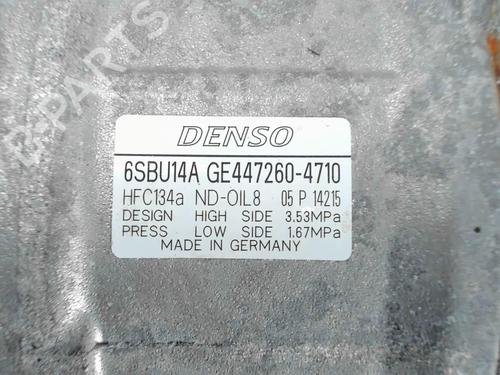 B-PARTS
DENSO
6SBU14A GE447260-4710
HFC134a ND-OIL8 05 P 14215
DESIGN HIGH SIDE 3.53MPa
PRESS LOW SIDE 1.67MPa
MADE IN GERMANY